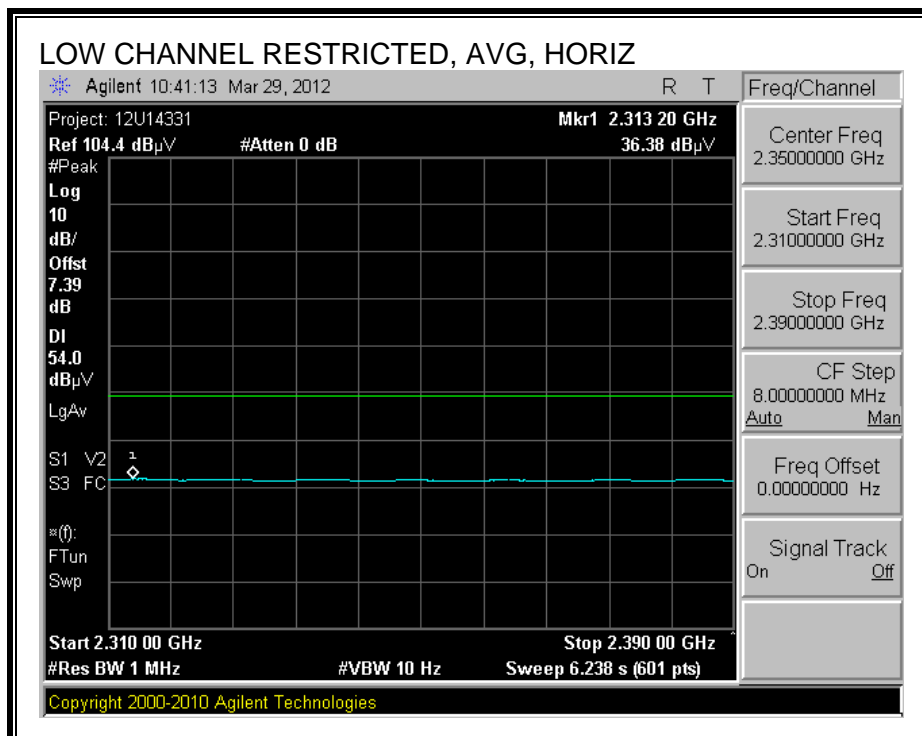 LOW CHANNEL RESTRICTED, AVG, HORIZ
Agilent 10:41:13 Mar 29, 2012 R T Freq/Channel
Project: 12U14331 Mkr1 2.313 20 GHz
Ref 104.4 dBµV #Atten 0 dB 36.38 dBµV
#Peak
Log
10
dB/
Offst
7.39
dB
DI
54.0
dBµV
LgAv
S1 V2
S3 FC
1
¤(f):
FTun
Swp
Start 2.310 00 GHz Stop 2.390 00 GHz ^
#Res BW 1 MHz #VBW 10 Hz Sweep 6.238 s (601 pts)
Center Freq
2.35000000 GHz
Start Freq
2.31000000 GHz
Stop Freq
2.39000000 GHz
CF Step
8.00000000 MHz
Auto Man
Freq Offset
0.00000000 Hz
Signal Track
On Off
Copyright 2000-2010 Agilent Technologies